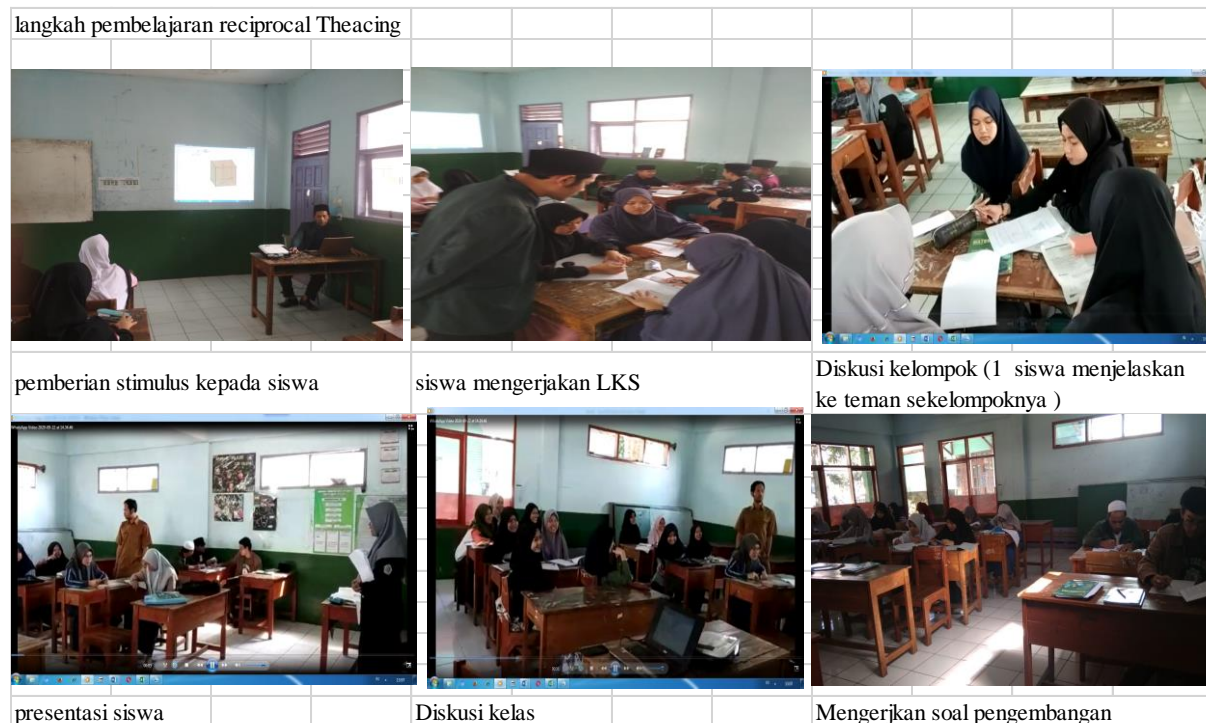 langkah pembelajaran reciprocal Theacing
pemberian stimulus kepada siswa
siswa mengerjakan LKS
Diskusi kelompok (1 siswa menjelaskan
ke teman sekelompoknya )
presentasi siswa
Diskusi kelas
Mengerjkan soal pengembangan